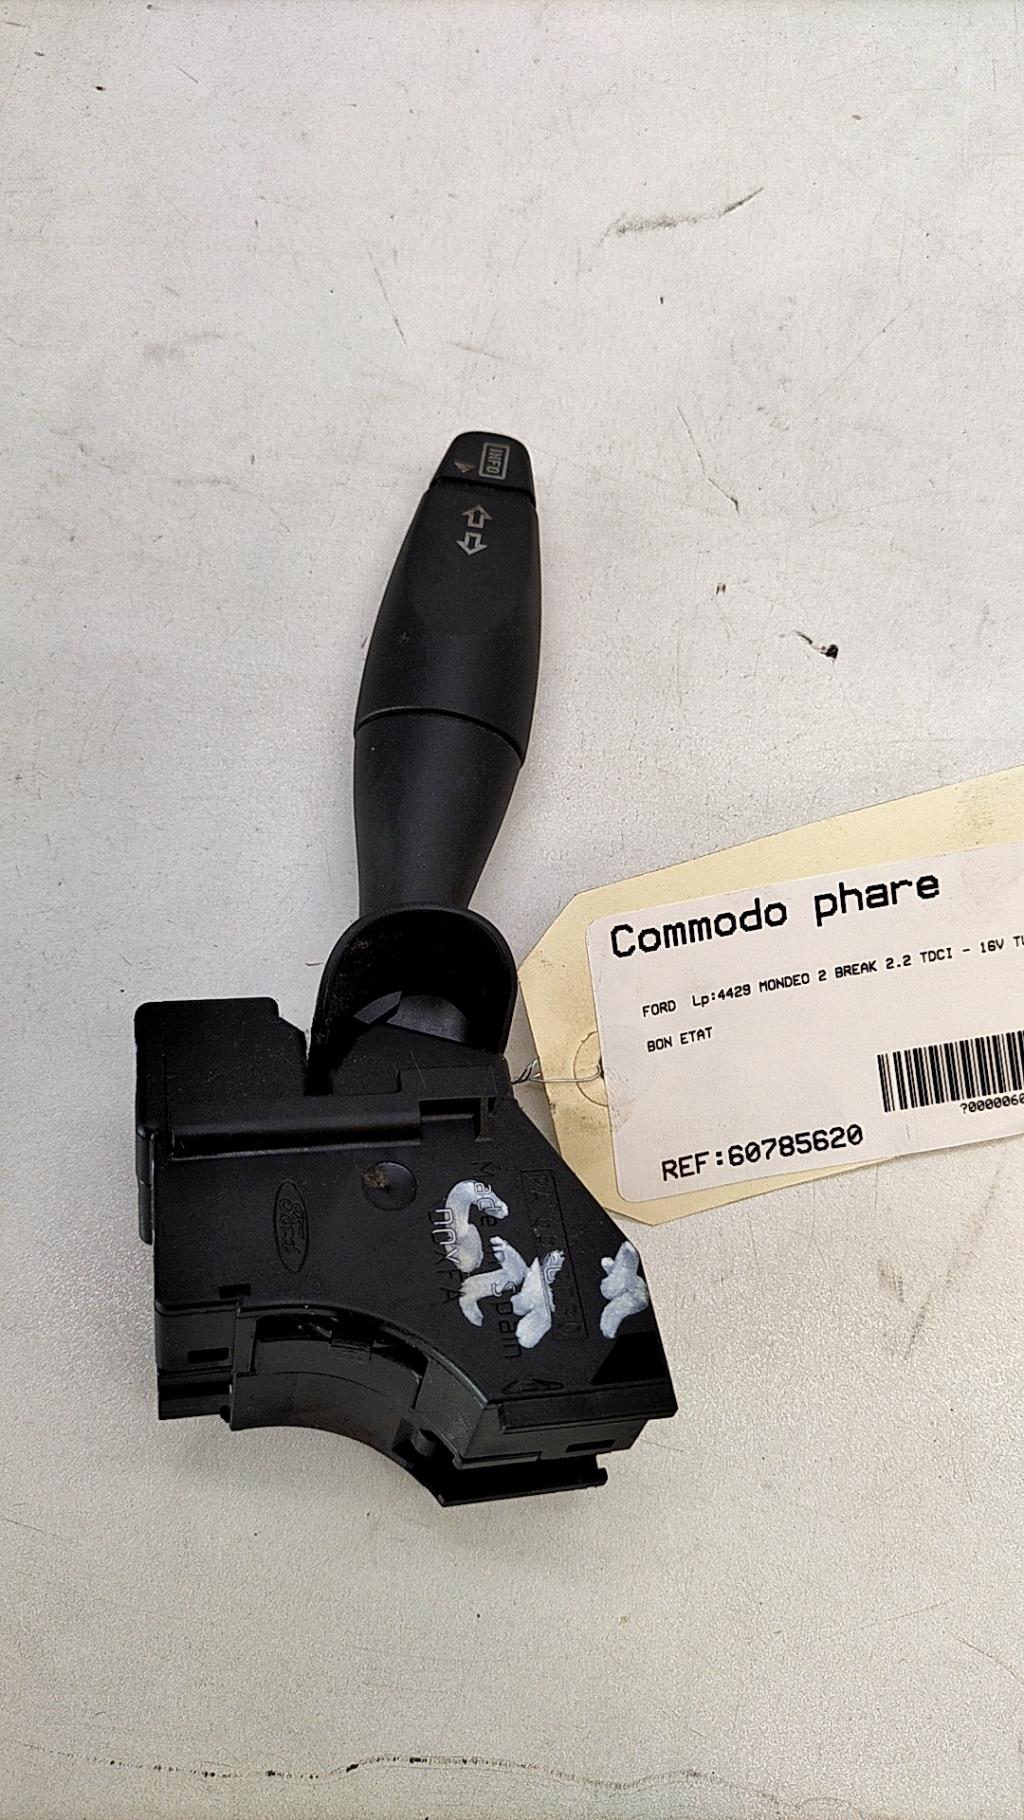 INFO
Commodo phare
FORD Lp:4429 MONDEO 2 BREAK 2.2 TDCI - 16V
BON ETAT
REF:60785620
Ford
Made in Spain